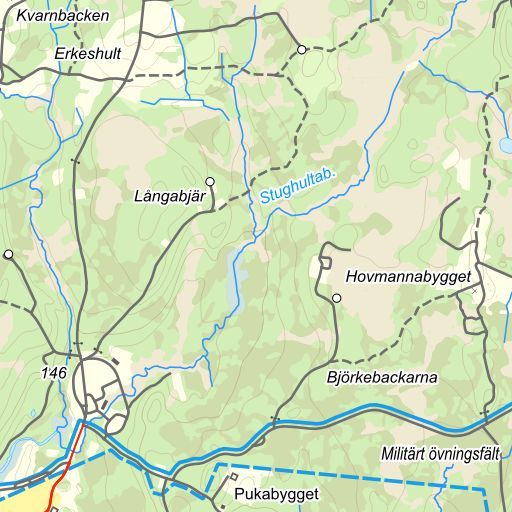 Kvarnbacken
Erkeshult
Stughultab.
Långabjär
Hovmannabygget
146
Björkebackarna
Militärt övningsfält
Pukabygget